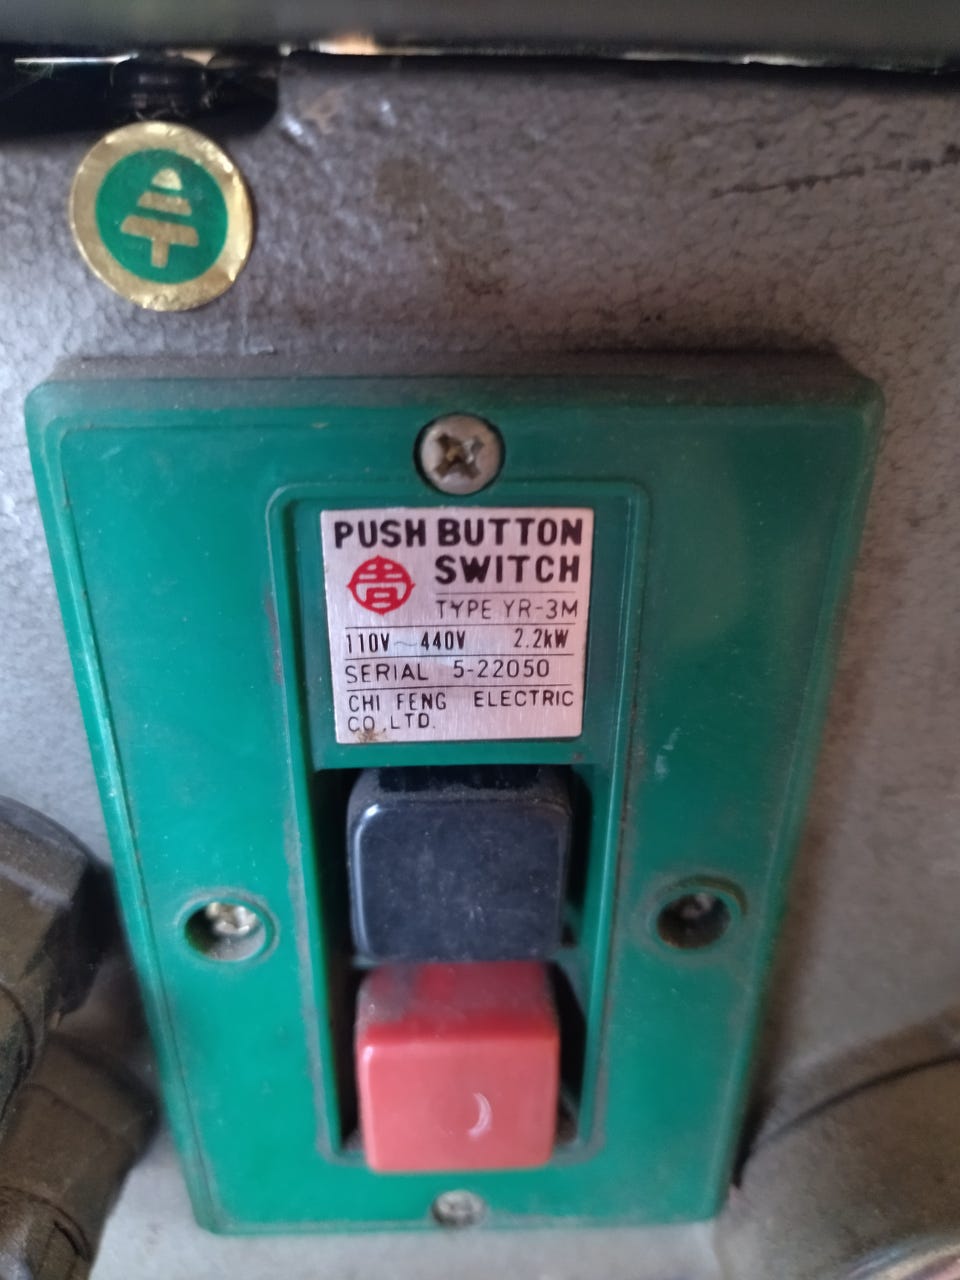 PUSH BUTTON
SWITCH
TYPE YR-3M
110V~440V 2.2kW
SERIAL 5-22050
CHI FENG ELECTRIC
CO.LTD.